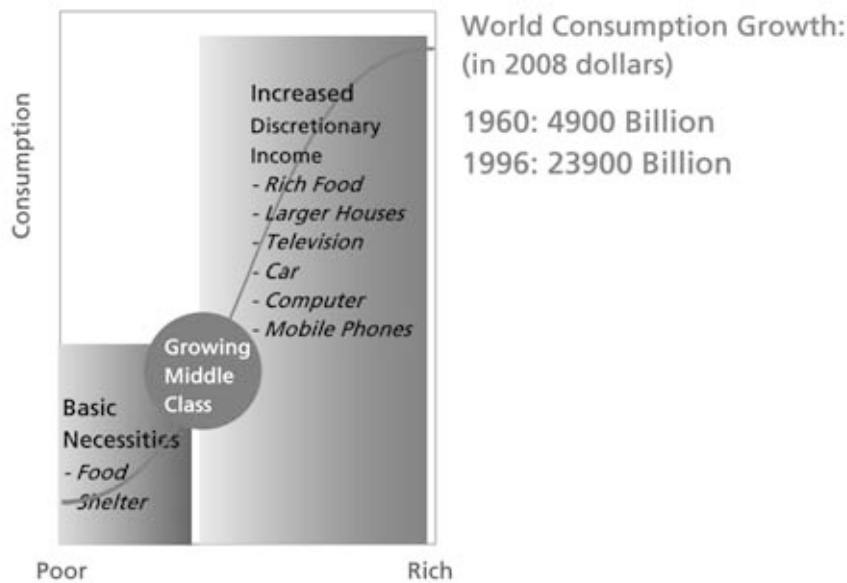 World Consumption Growth:
(in 2008 dollars)
1960: 4900 Billion
1996: 23900 Billion
Consumption
Increased
Discretionary
Income
- Rich Food
- Larger Houses
- Television
- Car
- Computer
- Mobile Phones
Growing
Middle
Class
Basic
Necessities
- Food
- Shelter
Poor
Rich